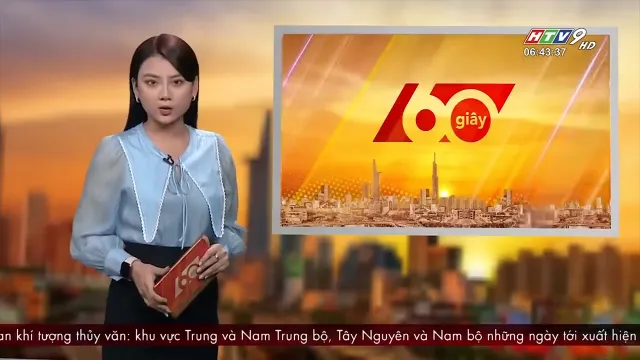 HTV9 HD
06:43:37
60 giây
an khí tượng thủy văn: khu vực Trung và Nam Trung bộ, Tây Nguyên và Nam bộ những ngày tới xuất hiện